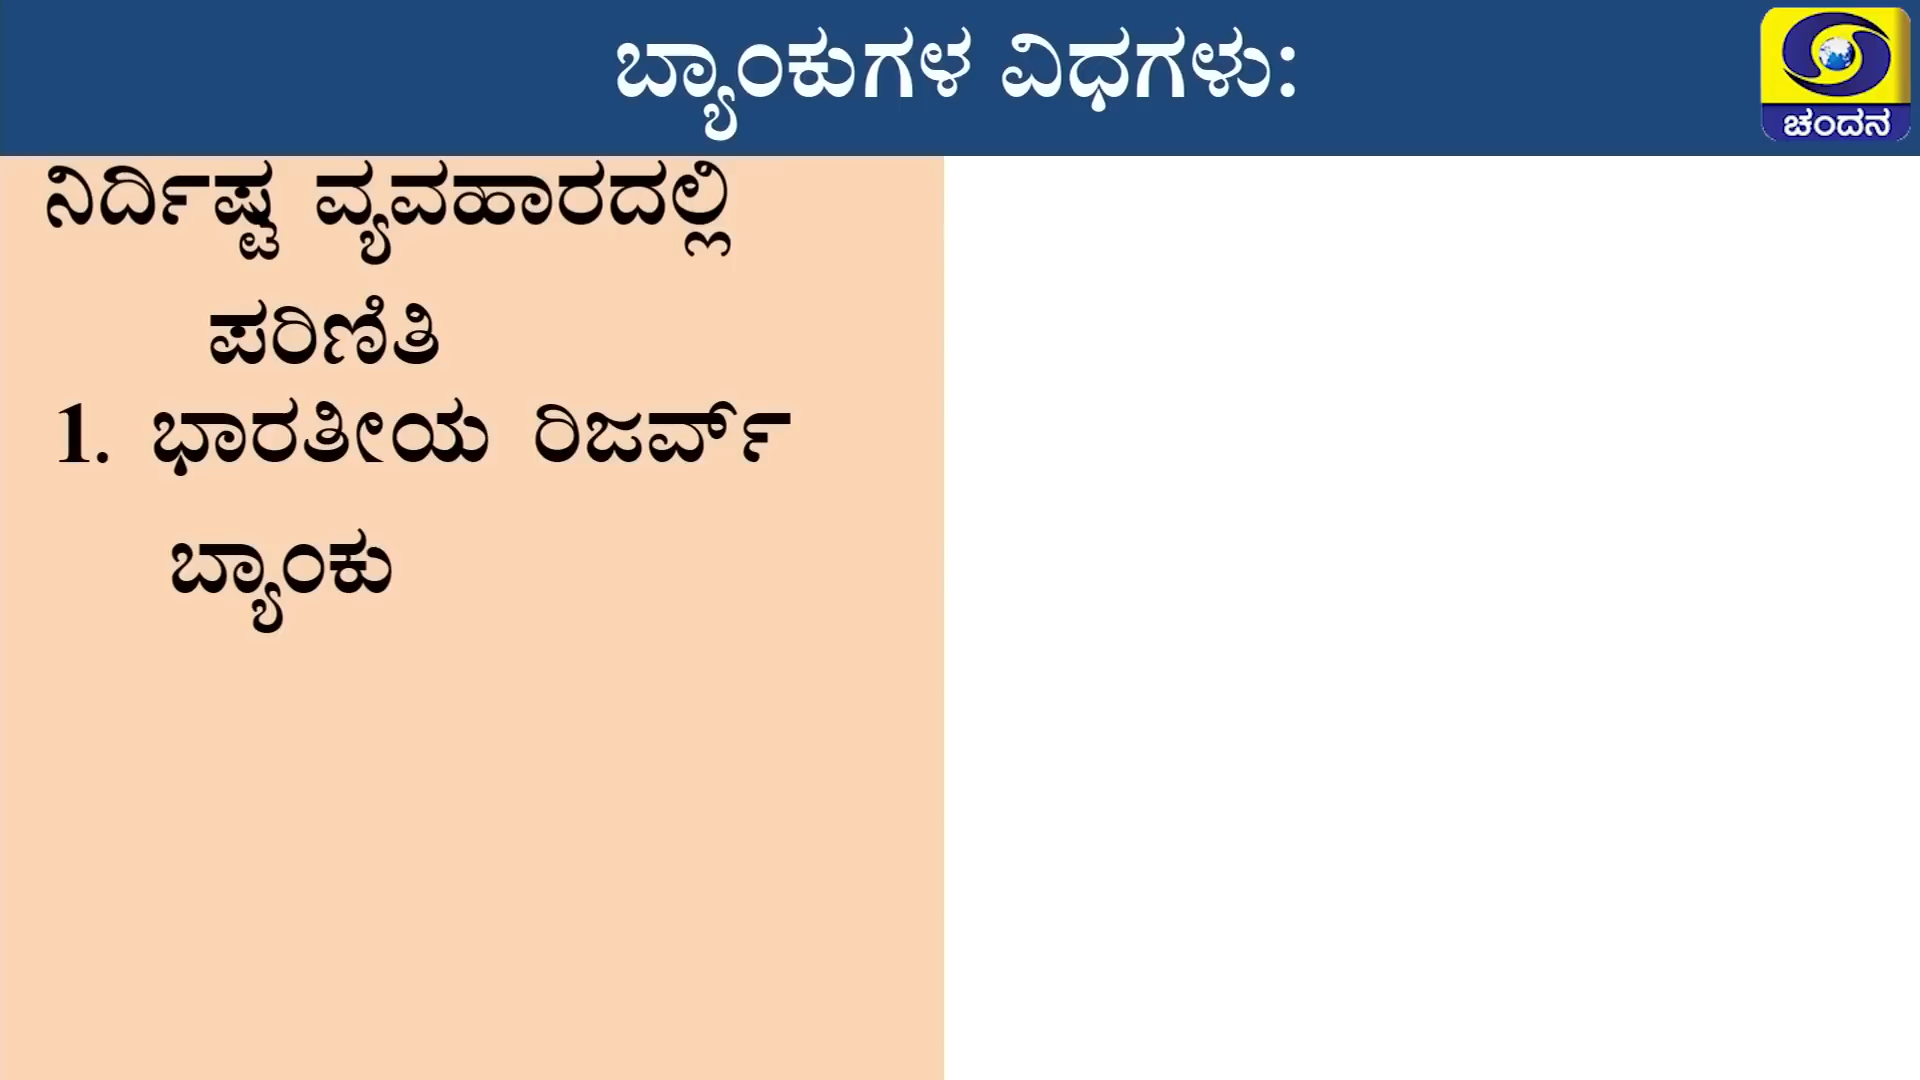 ಬ್ಯಾಂಕುಗಳ ವಿಧಗಳು:
ಚಂದನ
ನಿರ್ದಿಷ್ಟ ವ್ಯವಹಾರದಲ್ಲಿ
ಪರಿಣಿತಿ
1. ಭಾರತೀಯ ರಿಜರ್ವ್
ಬ್ಯಾಂಕು